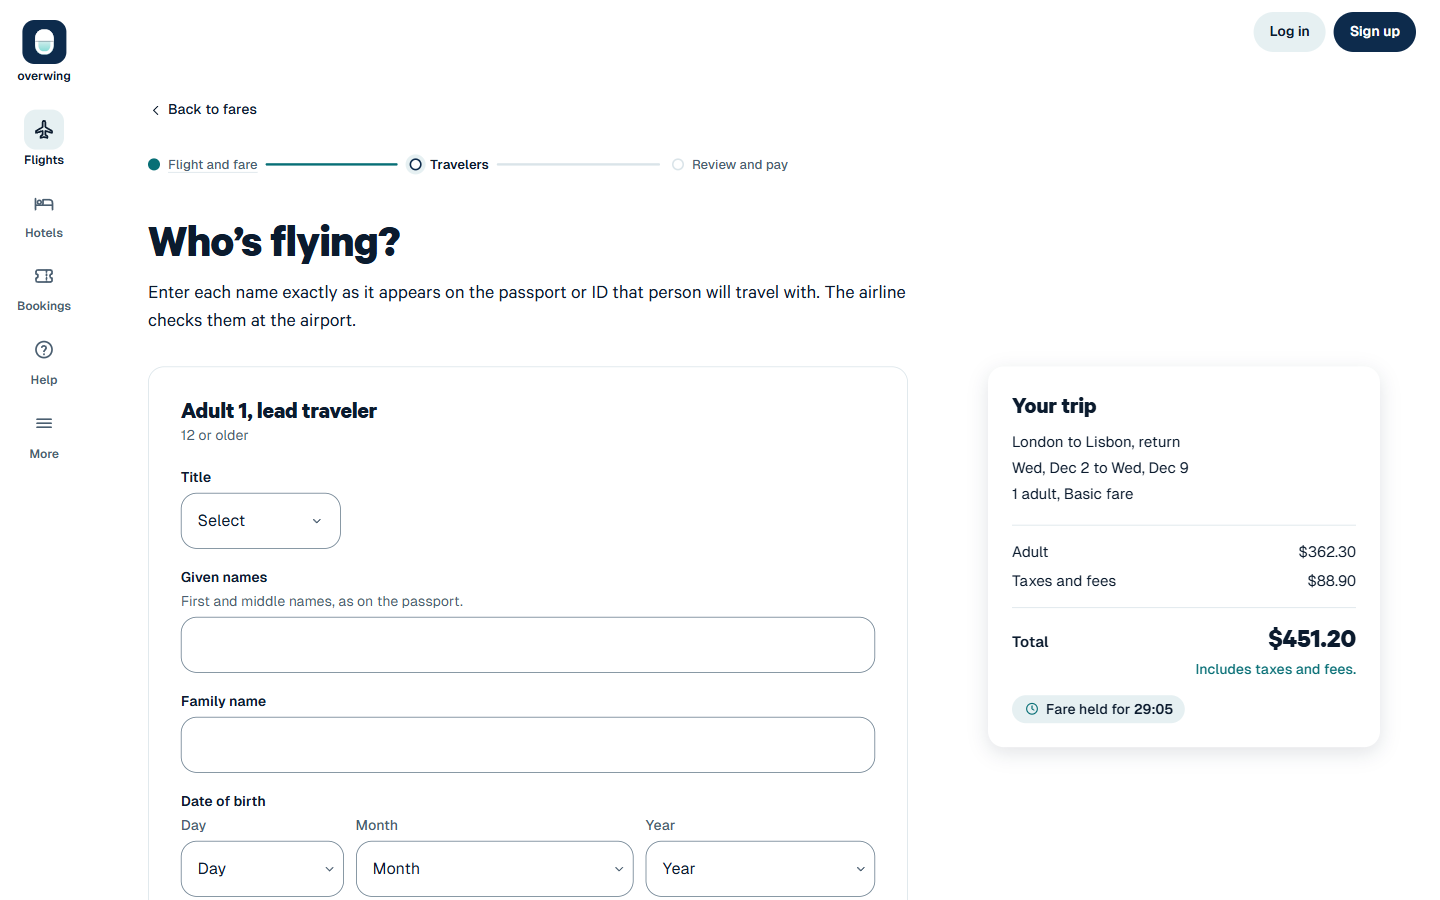 overwing
Flights
Hotels
Bookings
Help
More
Log in
Sign up
Back to fares
Flight and fare
Travelers
Review and pay
Who’s flying?
Enter each name exactly as it appears on the passport or ID that person will travel with. The airline
checks them at the airport.
Adult 1, lead traveler
12 or older
Title
Select
Given names
First and middle names, as on the passport.
Family name
Date of birth
Day Month Year
Day Month Year
Your trip
London to Lisbon, return
Wed, Dec 2 to Wed, Dec 9
1 adult, Basic fare
Adult $362.30
Taxes and fees $88.90
Total $451.20
Includes taxes and fees.
Fare held for 29:05